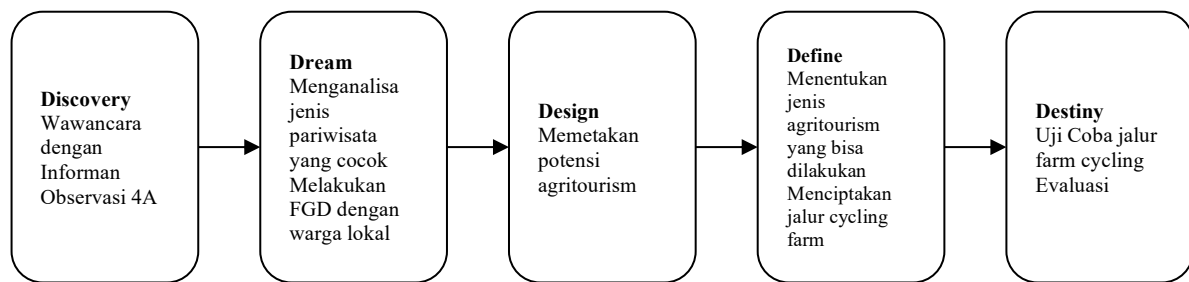 Discovery
Wawancara
dengan
Informan
Observasi 4A
Dream
Menganalisa
jenis
pariwisata
yang cocok
Melakukan
FGD dengan
warga lokal
Design
Memetakan
potensi
agritourism
Define
Menentukan
jenis
agritourism
yang bisa
dilakukan
Menciptakan
jalur cycling
farm
Destiny
Uji Coba jalur
farm cycling
Evaluasi